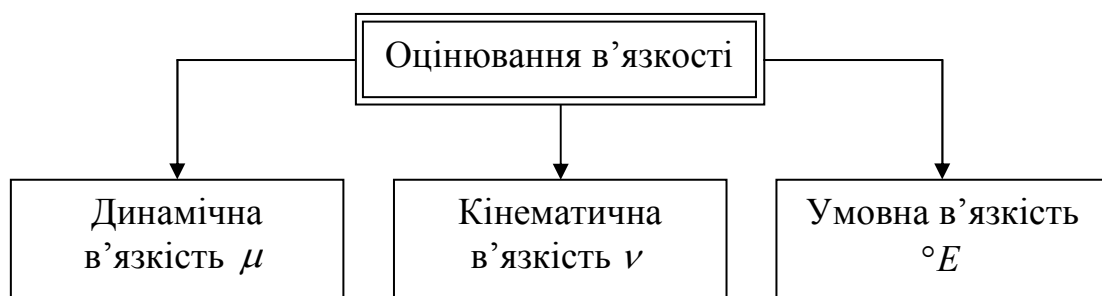 Оцінювання в’язкості
Динамічна
в’язкість μ
Кінематична
в’язкість ν
Умовна в’язкість
°E